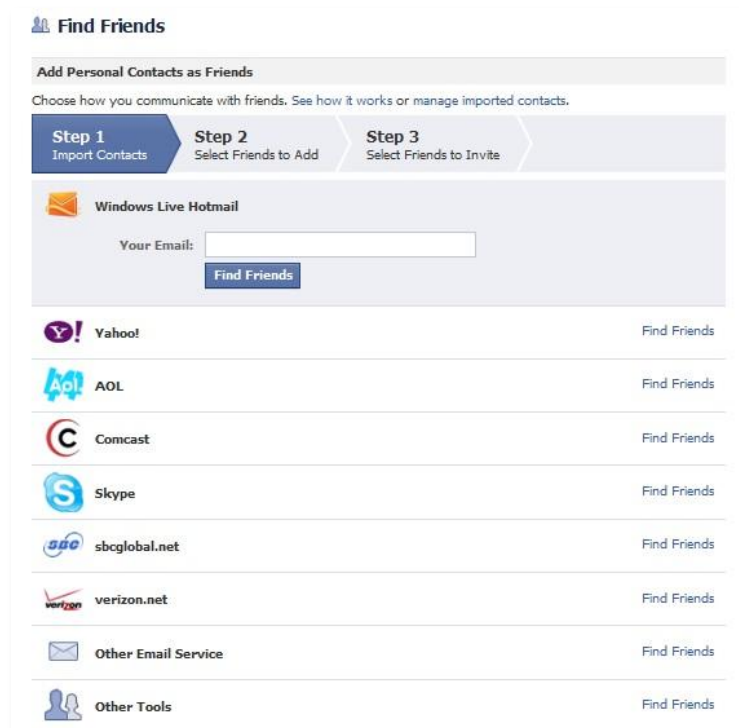 Find Friends
Add Personal Contacts as Friends
Choose how you communicate with friends. See how it works or manage imported contacts.
Step 1
Import Contacts
Step 2
Select Friends to Add
Step 3
Select Friends to Invite
Windows Live Hotmail
Your Email:
Find Friends
Y! Yahoo! Find Friends
Aol. AOL Find Friends
C Comcast Find Friends
S Skype Find Friends
SBC sbcglobal.net Find Friends
verizon verizon.net Find Friends
Other Email Service Find Friends
Other Tools Find Friends